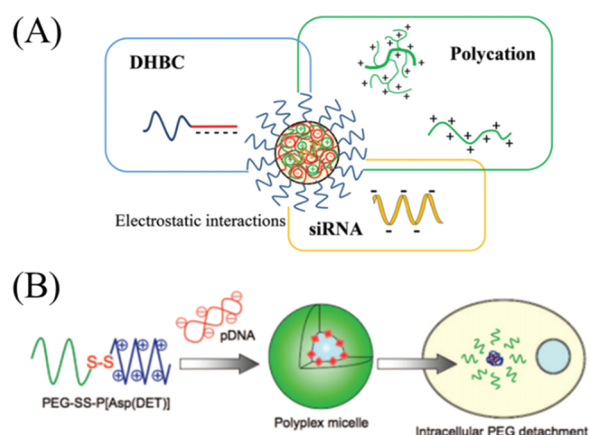 (A)
DHBC
Polycation
Electrostatic interactions
siRNA
(B)
pDNA
S-S
PEG-SS-P[Asp(DET)]
Polyplex micelle
Intracellular PEG detachment